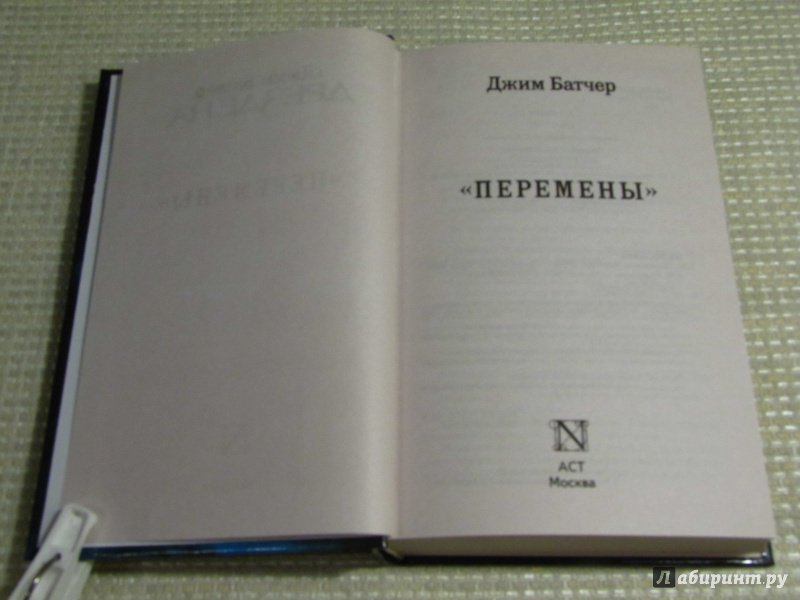 Джим Батчер
«ПЕРЕМЕНЫ»
N
АСТ
Москва
Лабиринт.ру